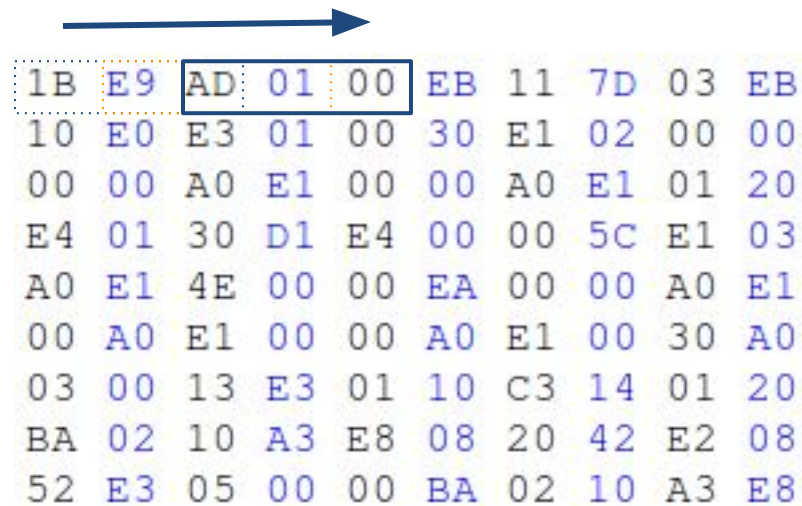 1B E9 AD 01 00 EB 11 7D 03 EB
10 E0 E3 01 00 30 E1 02 00 00
00 00 A0 E1 00 00 A0 E1 01 20
E4 01 30 D1 E4 00 00 5C E1 03
A0 E1 4E 00 00 EA 00 00 A0 E1
00 A0 E1 00 00 A0 E1 00 30 A0
03 00 13 E3 01 10 C3 14 01 20
BA 02 10 A3 E8 08 20 42 E2 08
52 E3 05 00 00 BA 02 10 A3 E8